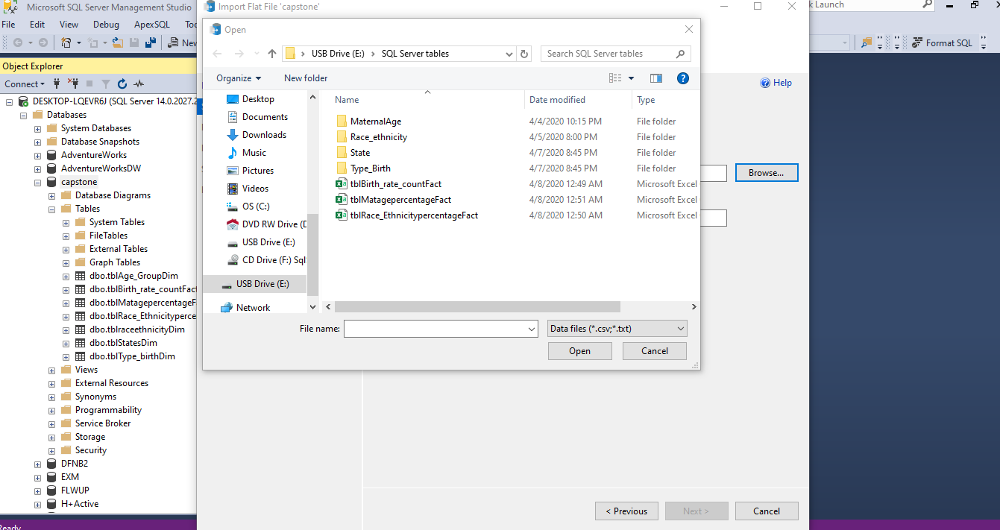 Microsoft SQL Server Management Studio
Import Flat File 'capstone'
k Launch
File Edit View Debug ApexSQL Too
New
Format SQL
Object Explorer
Connect
DESKTOP-LQEVR6J (SQL Server 14.0.2027.2
Databases
System Databases
Database Snapshots
AdventureWorks
AdventureWorksDW
capstone
Database Diagrams
Tables
System Tables
FileTables
External Tables
Graph Tables
dbo.tblAge_GroupDim
dbo.tblBirth_rate_countFact
dbo.tblMatagepercentageF
dbo.tblRace_Ethnicityperce
dbo.tblraceethnicityDim
dbo.tblStatesDim
dbo.tblType_birthDim
Views
External Resources
Synonyms
Programmability
Service Broker
Storage
Security
DFNB2
EXM
FLWUP
H+Active
Ready
Open
USB Drive (E:) › SQL Server tables
Search SQL Server tables
Organize New folder
Desktop
Documents
Downloads
Music
Pictures
Videos
OS (C:)
DVD RW Drive (D
USB Drive (E:)
CD Drive (F:) Sql
USB Drive (E:)
Network
Name Date modified Type
MaternalAge 4/4/2020 10:15 PM File folder
Race_ethnicity 4/5/2020 8:00 PM File folder
State 4/7/2020 8:45 PM File folder
Type_Birth 4/7/2020 8:45 PM File folder
tblBirth_rate_countFact 4/8/2020 12:49 AM Microsoft Excel
tblMatagepercentageFact 4/8/2020 12:51 AM Microsoft Excel
tblRace_EthnicitypercentageFact 4/8/2020 12:50 AM Microsoft Excel
File name:
Data files (*.csv;*.txt)
Open Cancel
Help
Browse...
< Previous Next > Cancel